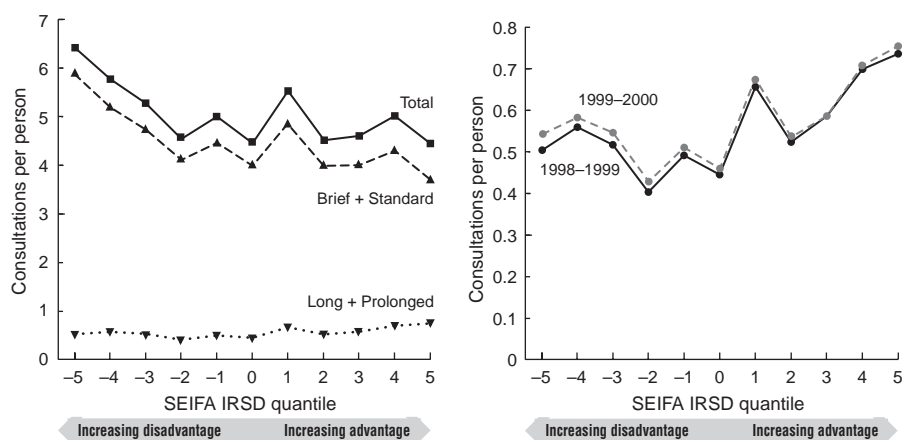 Consultations per person
7
6
5
4
3
2
1
0
Total
Brief + Standard
Long + Prolonged
–5 –4 –3 –2 –1 0 1 2 3 4 5
SEIFA IRSD quantile
Increasing disadvantage Increasing advantage
Consultations per person
0.8
0.7
0.6
0.5
0.4
0.3
0.2
0.1
0
1999–2000
1998–1999
–5 –4 –3 –2 –1 0 1 2 3 4 5
SEIFA IRSD quantile
Increasing disadvantage Increasing advantage